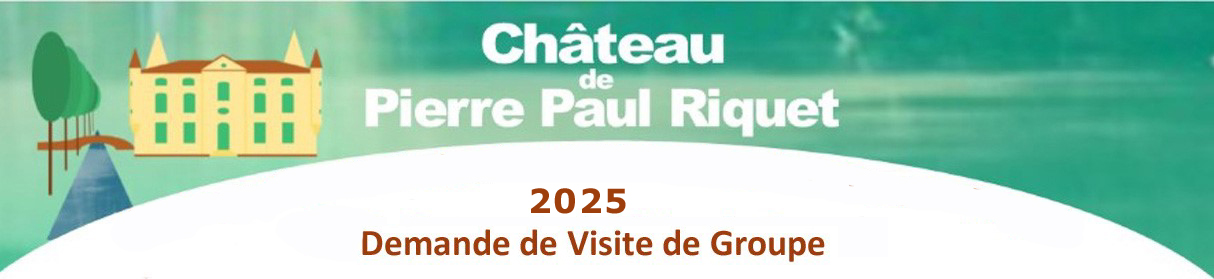 Château
de
Pierre Paul Riquet
2025
Demande de Visite de Groupe